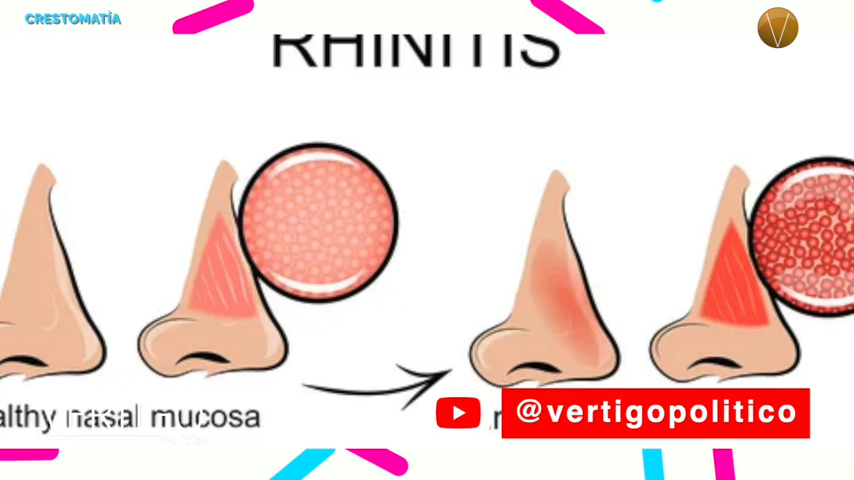 CRESTOMATÍA
RHINITIS
althy nasal mucosa
@vertigopolitico